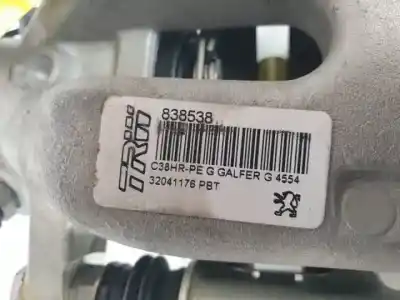 TRW
838538
C38HR-PE G GALFER G 4554
32041176 PBT